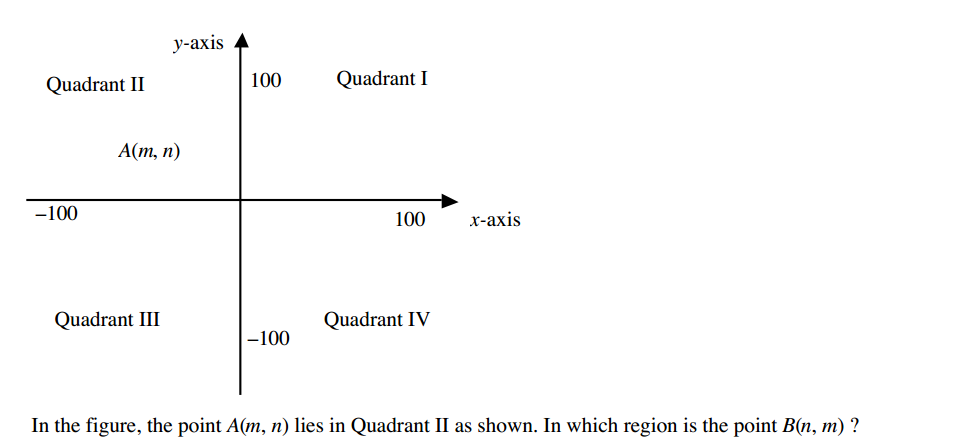 y-axis
Quadrant II
100
Quadrant I
A(m, n)
–100
100
x-axis
Quadrant III
Quadrant IV
–100
In the figure, the point A(m, n) lies in Quadrant II as shown. In which region is the point B(n, m) ?